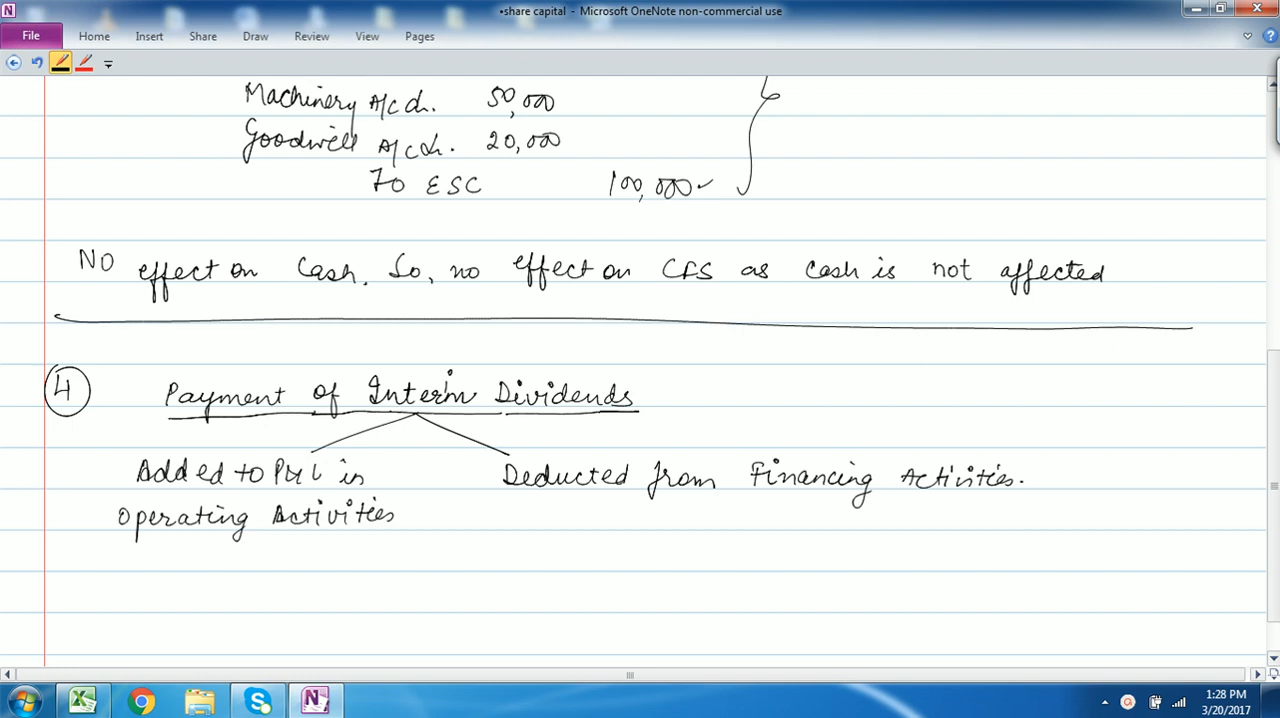 •share capital - Microsoft OneNote non-commercial use
File Home Insert Share Draw Review View Pages
Machinery A/c dr. 50,000
Goodwill A/c dr. 20,000
To ESC 100,000
No effect on Cash. So, no effect on CFS as cash is not affected
4 Payment of Interim Dividends
Added to P&L in Deducted from Financing Activities.
Operating Activities
1:28 PM
3/20/2017